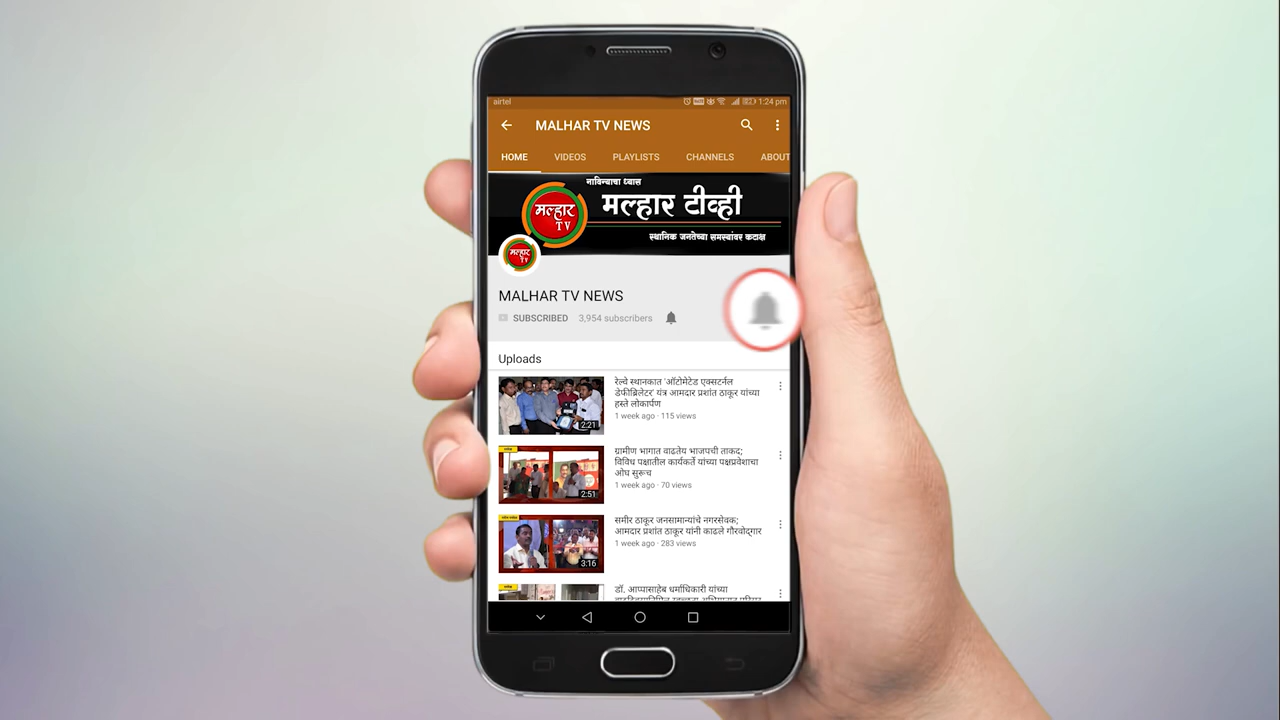 airtel
1:24 pm
MALHAR TV NEWS
HOME VIDEOS PLAYLISTS CHANNELS ABOUT
नाविन्याचा ध्यास
मल्हार टीव्ही
मल्हार
TV
स्थानिक जनतेच्या समस्यांवर कटाक्ष
मल्हार
TV
MALHAR TV NEWS
SUBSCRIBED 3,954 subscribers
Uploads
रेल्वे स्थानकात 'ऑटोमेटेड एक्सटर्नल
डेफीब्रिलेटर' यंत्र आमदार प्रशांत ठाकूर यांच्या
हस्ते लोकार्पण
1 week ago · 115 views
2:21
ग्रामीण भागात वाढतेय भाजपची ताकद;
विविध पक्षातील कार्यकर्ते यांच्या पक्षप्रवेशाचा
ओघ सुरूच
1 week ago · 70 views
2:51
समीर ठाकूर जनसामान्यांचे नगरसेवक;
आमदार प्रशांत ठाकूर यांनी काढले गौरवोद्गार
1 week ago · 283 views
3:16
डॉ. आप्पासाहेब धर्माधिकारी यांच्या